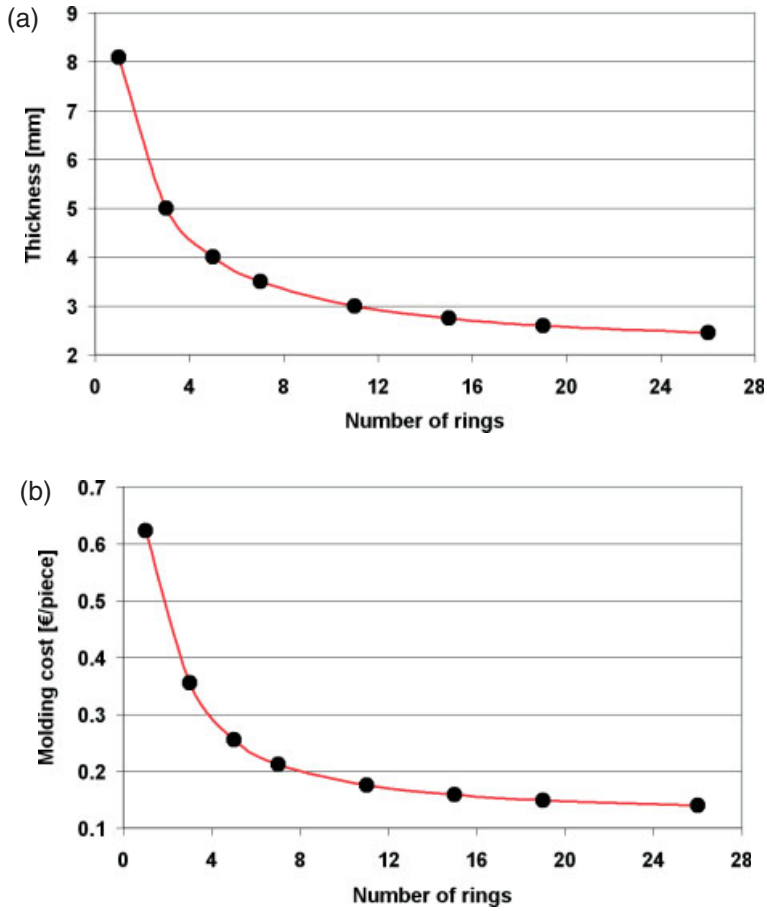 (a)
9
8
7
6
5
4
3
2
Thickness [mm]
0 4 8 12 16 20 24 28
Number of rings
(b)
0.7
0.6
0.5
0.4
0.3
0.2
0.1
Molding cost [€/piece]
0 4 8 12 16 20 24 28
Number of rings